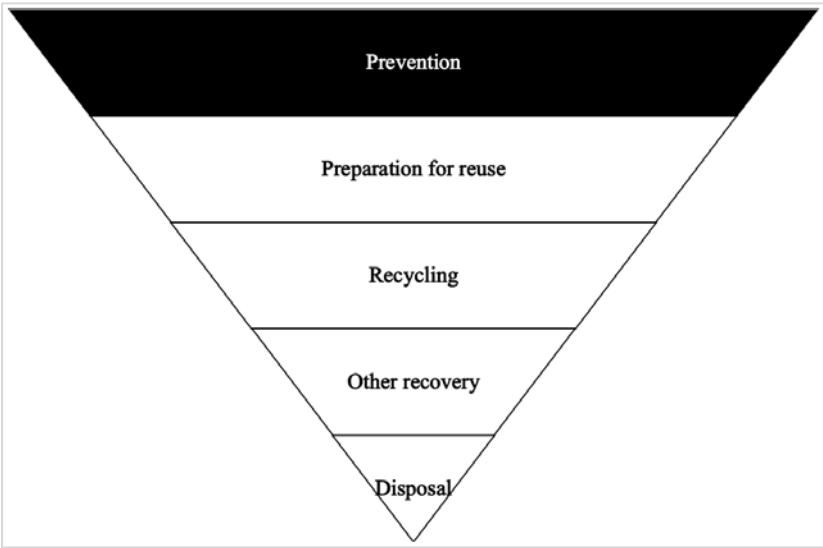 Prevention
Preparation for reuse
Recycling
Other recovery
Disposal